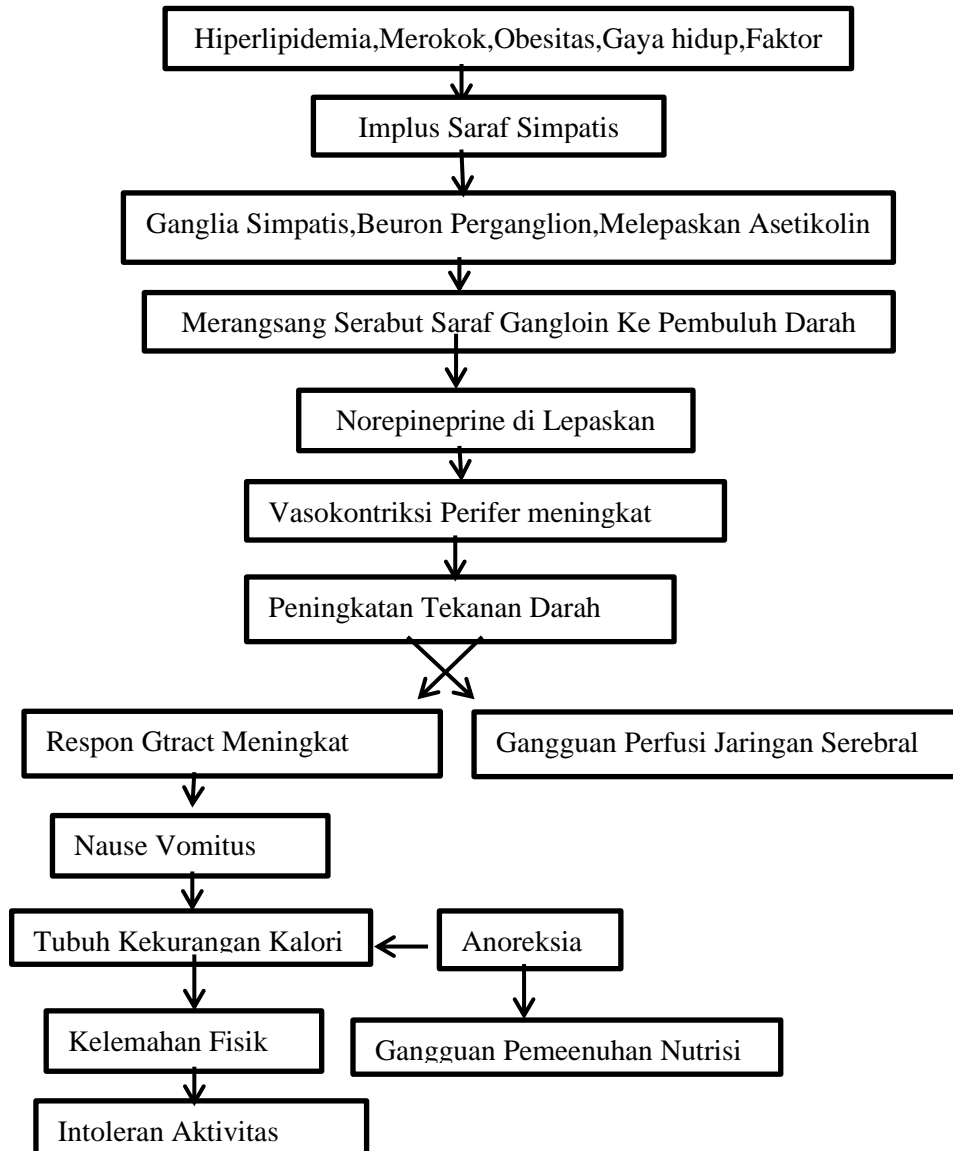 Hiperlipidemia,Merokok,Obesitas,Gaya hidup,Faktor
Implus Saraf Simpatis
Ganglia Simpatis,Beuron Perganglion,Melepaskan Asetikolin
Merangsang Serabut Saraf Gangloin Ke Pembuluh Darah
Norepineprine di Lepaskan
Vasokontriksi Perifer meningkat
Peningkatan Tekanan Darah
Respon Gtract Meningkat
Gangguan Perfusi Jaringan Serebral
Nause Vomitus
Tubuh Kekurangan Kalori
Anoreksia
Kelemahan Fisik
Gangguan Pemeenuhan Nutrisi
Intoleran Aktivitas